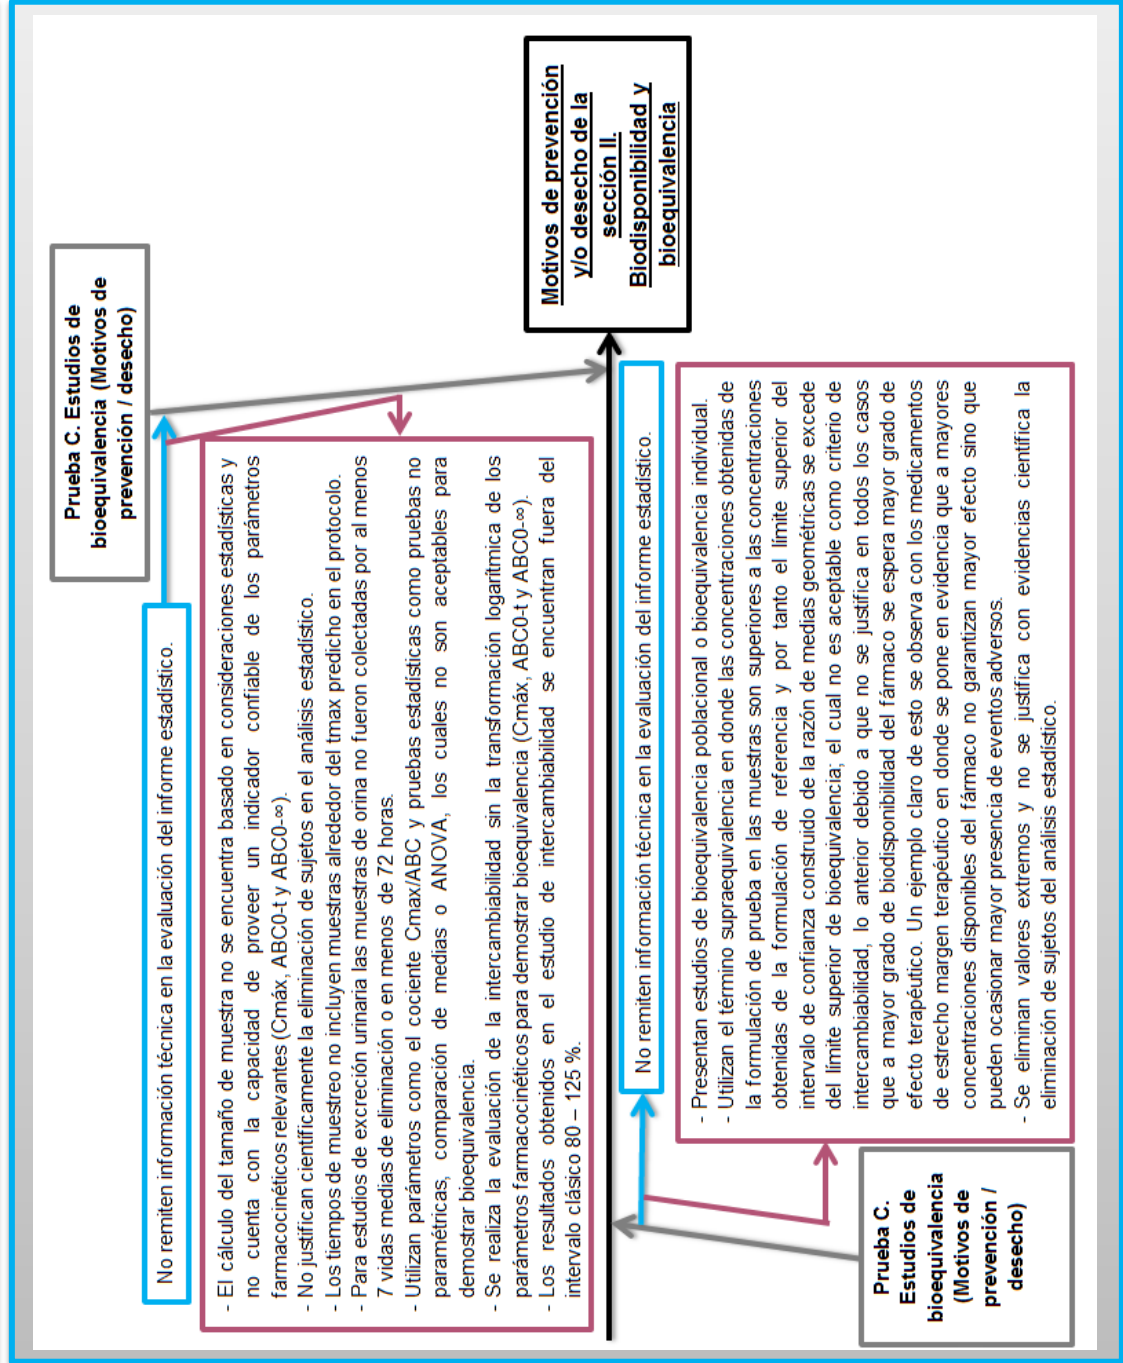 Prueba C. Estudios de
bioequivalencia (Motivos de
prevención / desecho)
No remiten información técnica en la evaluación del informe estadístico.
- El cálculo del tamaño de muestra no se encuentra basado en consideraciones estadísticas y
no cuenta con la capacidad de proveer un indicador confiable de los parámetros
farmacocinéticos relevantes (Cmáx, ABC0-t y ABC0-∞).
- No justifican científicamente la eliminación de sujetos en el análisis estadístico.
- Los tiempos de muestreo no incluyen muestras alrededor del tmax predicho en el protocolo.
- Para estudios de excreción urinaria las muestras de orina no fueron colectadas por al menos
7 vidas medias de eliminación o en menos de 72 horas.
- Utilizan parámetros como el cociente Cmax/ABC y pruebas estadísticas como pruebas no
paramétricas, comparación de medias o ANOVA, los cuales no son aceptables para
demostrar bioequivalencia.
- Se realiza la evaluación de la intercambiabilidad sin la transformación logarítmica de los
parámetros farmacocinéticos para demostrar bioequivalencia (Cmáx, ABC0-t y ABC0-∞).
- Los resultados obtenidos en el estudio de intercambiabilidad se encuentran fuera del
intervalo clásico 80 – 125 %.
Motivos de prevención
y/o desecho de la
sección II.
Biodisponibilidad y
bioequivalencia
No remiten información técnica en la evaluación del informe estadístico.
- Presentan estudios de bioequivalencia poblacional o bioequivalencia individual.
- Utilizan el término supraequivalencia en donde las concentraciones obtenidas de
la formulación de prueba en las muestras son superiores a las concentraciones
obtenidas de la formulación de referencia y por tanto el límite superior del
intervalo de confianza construido de la razón de medias geométricas se excede
del limite superior de bioequivalencia; el cual no es aceptable como criterio de
intercambiabilidad, lo anterior debido a que no se justifica en todos los casos
que a mayor grado de biodisponibilidad del fármaco se espera mayor grado de
efecto terapéutico. Un ejemplo claro de esto se observa con los medicamentos
de estrecho margen terapéutico en donde se pone en evidencia que a mayores
concentraciones disponibles del fármaco no garantizan mayor efecto sino que
pueden ocasionar mayor presencia de eventos adversos.
- Se eliminan valores extremos y no se justifica con evidencias científica la
eliminación de sujetos del análisis estadístico.
Prueba C.
Estudios de
bioequivalencia
(Motivos de
prevención /
desecho)